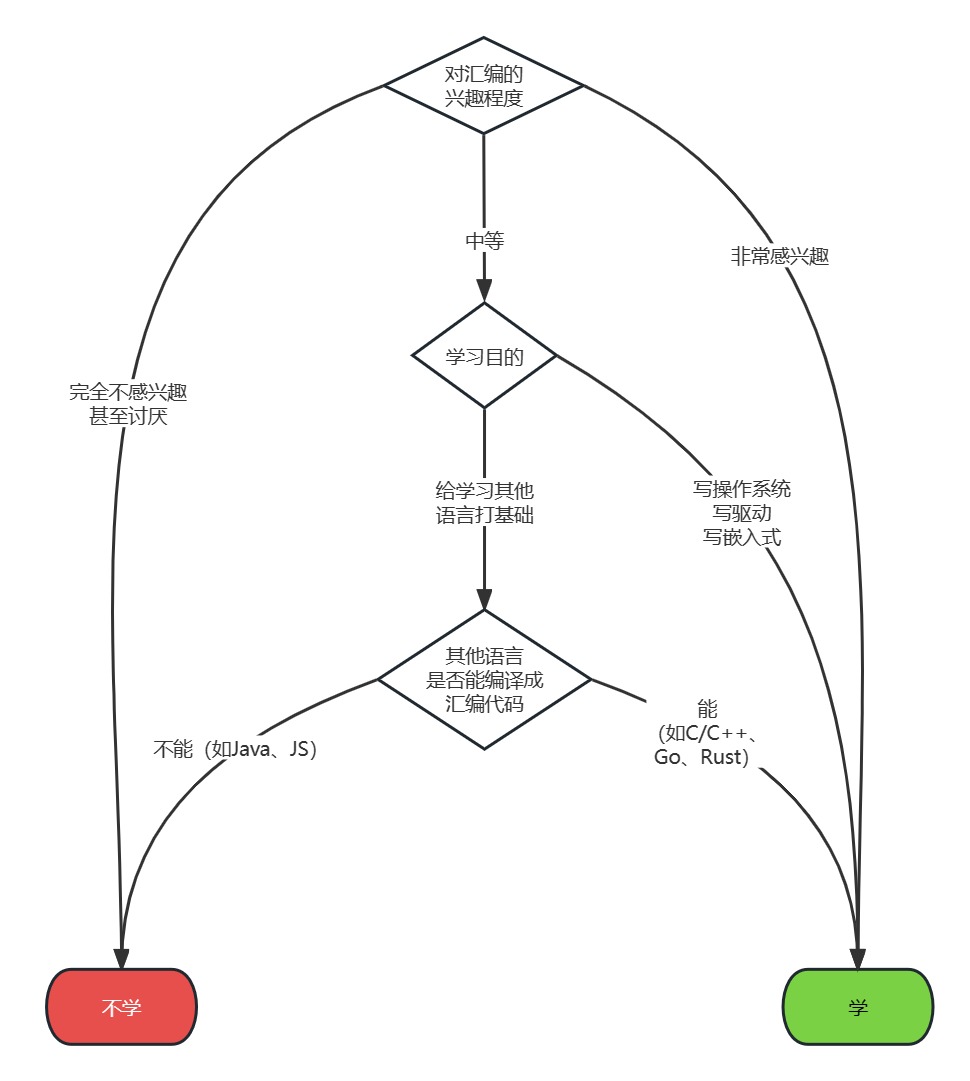 对汇编的
兴趣程度
中等
非常感兴趣
学习目的
完全不感兴趣
甚至讨厌
给学习其他
语言打基础
写操作系统
写驱动
写嵌入式
其他语言
是否能编译成
汇编代码
不能（如Java、JS）
能
（如C/C++、
Go、Rust）
不学
学